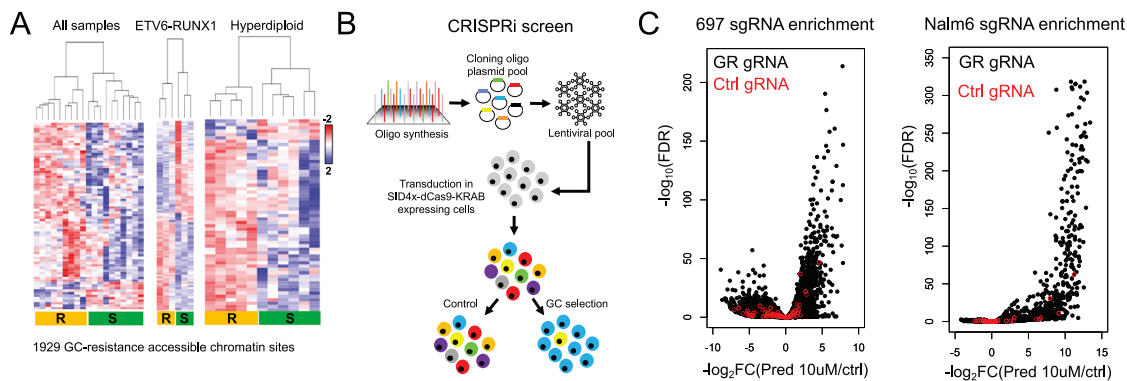 A
All samples
ETV6-RUNX1
Hyperdiploid
-2
2
R
S
R
S
R
S
1929 GC-resistance accessible chromatin sites
B
CRISPRi screen
Cloning oligo
plasmid pool
Oligo synthesis
Lentiviral pool
Transduction in
SID4x-dCas9-KRAB
expressing cells
Control
GC selection
C
697 sgRNA enrichment
GR gRNA
Ctrl gRNA
-log10(FDR)
200
150
100
50
0
-10
-5
0
5
10
-log2FC(Pred 10uM/ctrl)
Nalm6 sgRNA enrichment
GR gRNA
Ctrl gRNA
-log10(FDR)
350
300
250
200
150
100
50
0
-5
0
5
10
15
-log2FC(Pred 10uM/ctrl)